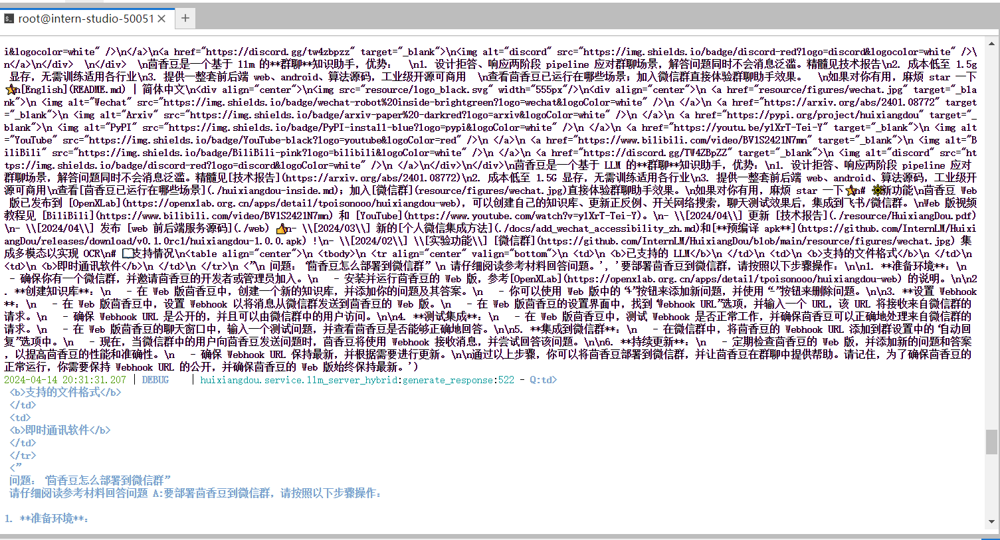 root@intern-studio-50051
i&logocolor=white" />\n</a>\n<a href="https://discord.gg/tw4zbpzz" target="_blank">\n<img alt="discord" src="https://img.shields.io/badge/discord-red?logo=discord&logocolor=white" />\
n</a>\n</div>  \n</div>  \n茴香豆是一个基于 llm 的**群聊**知识助手，优势：  \n1. 设计拒答、响应两阶段 pipeline 应对群聊场景，解答问题同时不会消息泛滥。精髓见技术报告\n2. 成本低至 1.5g
显存，无需训练适用各行业\n3. 提供一整套前后端 web、android、算法源码，工业级开源可商用  \n查看茴香豆已运行在哪些场景；加入微信群直接体验群聊助手效果。  \n如果对你有用，麻烦 star 一下
⭐\n[English](README.md) | 简体中文\n<div align="center">\n<img src="resource/logo_black.svg" width="555px"/>\n<div align="center">\n <a href="resource/figures/wechat.jpg" target="_bla
nk">\n <img alt="Wechat" src="https://img.shields.io/badge/wechat-robot%20inside-brightgreen?logo=wechat&logoColor=white" />\n </a>\n <a href="https://arxiv.org/abs/2401.08772" target
="_blank">\n <img alt="Arxiv" src="https://img.shields.io/badge/arxiv-paper%20-darkred?logo=arxiv&logoColor=white" />\n </a>\n <a href="https://pypi.org/project/huixiangdou" target="_
blank">\n <img alt="PyPI" src="https://img.shields.io/badge/PyPI-install-blue?logo=pypi&logoColor=white" />\n </a>\n <a href="https://youtu.be/ylXrT-Tei-Y" target="_blank">\n <img alt
="YouTube" src="https://img.shields.io/badge/YouTube-black?logo=youtube&logoColor=red" />\n </a>\n <a href="https://www.bilibili.com/video/BV1S2421N7mn" target="_blank">\n <img alt="B
iliBili" src="https://img.shields.io/badge/BiliBili-pink?logo=bilibili&logoColor=white" />\n </a>\n <a href="https://discord.gg/TW4ZBpZZ" target="_blank">\n <img alt="discord" src="ht
tps://img.shields.io/badge/discord-red?logo=discord&logoColor=white" />\n </a>\n</div>\n</div>\n茴香豆是一个基于 LLM 的**群聊**知识助手，优势：\n1. 设计拒答、响应两阶段 pipeline 应对
群聊场景，解答问题同时不会消息泛滥。精髓见[技术报告](https://arxiv.org/abs/2401.08772)\n2. 成本低至 1.5G 显存，无需训练适用各行业\n3. 提供一整套前后端 web、android、算法源码，工业级开
源可商用\n查看[茴香豆已运行在哪些场景](./huixiangdou-inside.md)；加入[微信群](resource/figures/wechat.jpg)直接体验群聊助手效果。\n如果对你有用，麻烦 star 一下⭐\n# 🔆新功能\n茴香豆 Web
版已发布到 [OpenXLab](https://openxlab.org.cn/apps/detail/tpoisonooo/huixiangdou-web)，可以创建自己的知识库、更新正反例、开关网络搜索，聊天测试效果后，集成到飞书/微信群。\nWeb 版视频
教程见 [BiliBili](https://www.bilibili.com/video/BV1S2421N7mn) 和 [YouTube](https://www.youtube.com/watch?v=ylXrT-Tei-Y)。\n- \\[2024/04\\] 更新 [技术报告](./resource/HuixiangDou.pdf)
\n- \\[2024/04\\] 发布 [web 前后端服务源码](./web) 👍\n- \\[2024/03\\] 新的[个人微信集成方法](./docs/add_wechat_accessibility_zh.md)和[**预编译 apk**](https://github.com/InternLM/Huixi
angDou/releases/download/v0.1.0rc1/huixiangdou-1.0.0.apk) !\n- \\[2024/02\\] \\[实验功能\\] [微信群](https://github.com/InternLM/HuixiangDou/blob/main/resource/figures/wechat.jpg) 集
成多模态以实现 OCR\n# 📖支持情况\n<table align="center">\n <tbody>\n <tr align="center" valign="bottom">\n <td>\n <b>已支持的 LLM</b>\n </td>\n <td>\n <b>支持的文件格式</b>\n </td>\n
<td>\n <b>即时通讯软件</b>\n </td>\n </tr>\n <”\n 问题：“茴香豆怎么部署到微信群”\n 请仔细阅读参考材料回答问题。', '要部署茴香豆到微信群，请按照以下步骤操作：\n\n1. **准备环境**：\n
 - 确保你有一个微信群，并邀请茴香豆的开发者或管理员加入。\n   - 安装并运行茴香豆的 Web 版，参考[OpenXLab](https://openxlab.org.cn/apps/detail/tpoisonooo/huixiangdou-web) 的说明。\n\n2
. **创建知识库**：\n   - 在 Web 版茴香豆中，创建一个新的知识库，并添加你的问题及其答案。\n   - 你可以使用 Web 版中的“+”按钮来添加新问题，并使用“-”按钮来删除问题。\n\n3. **设置 Webhook
**：\n   - 在 Web 版茴香豆中，设置 Webhook 以将消息从微信群发送到茴香豆的 Web 版。\n   - 在 Web 版茴香豆的设置界面中，找到“Webhook URL”选项，并输入一个 URL，该 URL 将接收来自微信群的
请求。\n   - 确保 Webhook URL 是公开的，并且可以由微信群中的用户访问。\n\n4. **测试集成**：\n   - 在 Web 版茴香豆中，测试 Webhook 是否正常工作，并确保茴香豆可以正确地处理来自微信群的
请求。\n   - 在 Web 版茴香豆的聊天窗口中，输入一个测试问题，并查看茴香豆是否能够正确地回答。\n\n5. **集成到微信群**：\n   - 在微信群中，将茴香豆的 Webhook URL 添加到群设置中的“自动回
复”选项中。\n   - 现在，当微信群中的用户向茴香豆发送问题时，茴香豆将使用 Webhook 接收消息，并尝试回答该问题。\n\n6. **持续更新**：\n   - 定期检查茴香豆的 Web 版，并添加新的问题和答案
，以提高茴香豆的性能和准确性。\n   - 确保 Webhook URL 保持最新，并根据需要进行更新。\n\n通过以上步骤，你可以将茴香豆部署到微信群，并让茴香豆在群聊中提供帮助。请记住，为了确保茴香豆的
正常运行，你需要保持 Webhook URL 的公开，并确保茴香豆的 Web 版始终保持最新。')
2024-04-14 20:31:31.207 | DEBUG    | huixiangdou.service.llm_server_hybrid:generate_response:522 - Q:td>
<b>支持的文件格式</b>
</td>
<td>
<b>即时通讯软件</b>
</td>
</tr>
<”
问题：“茴香豆怎么部署到微信群”
请仔细阅读参考材料回答问题 A:要部署茴香豆到微信群，请按照以下步骤操作：
1. **准备环境**：